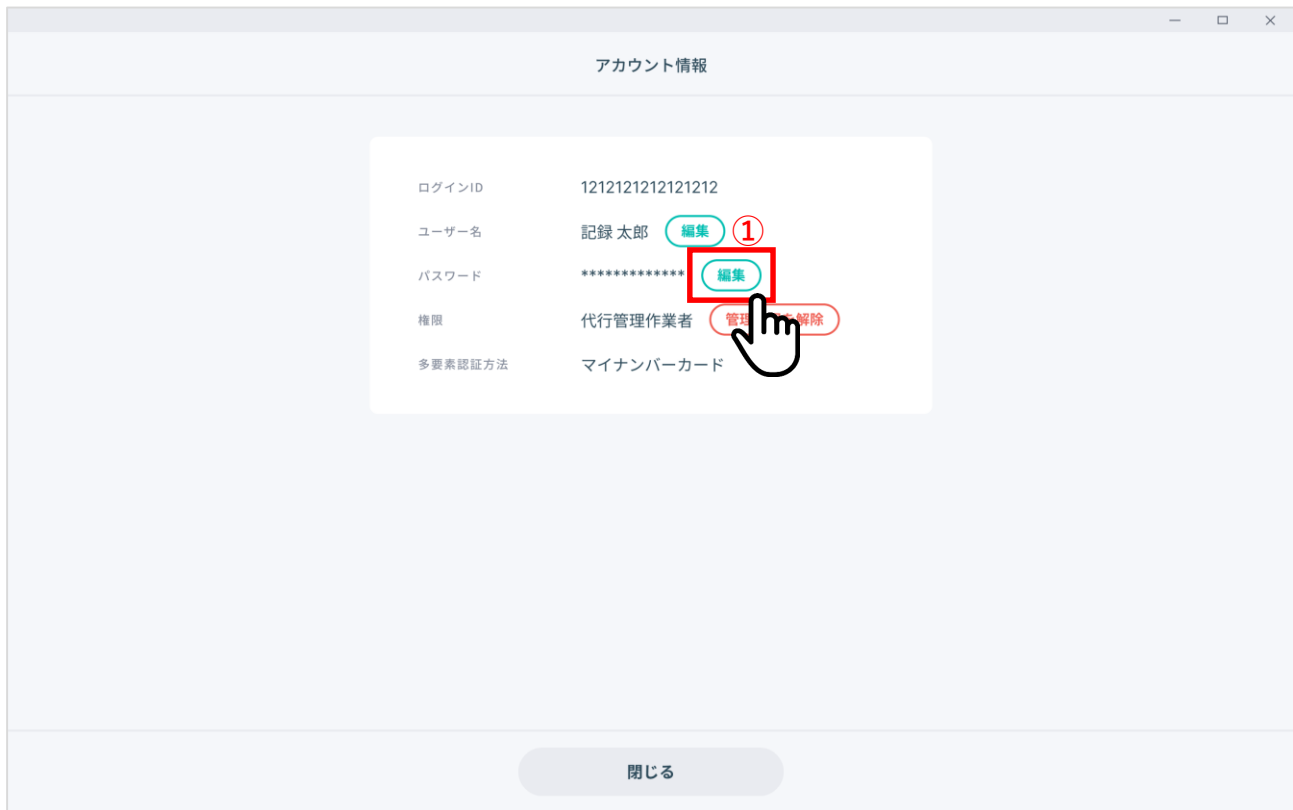 アカウント情報
ログインID 1212121212121212
ユーザー名 記録 太郎 編集 ①
パスワード ************* 編集
権限 代行管理作業者 管理 解除
多要素認証方法 マイナンバーカード
閉じる